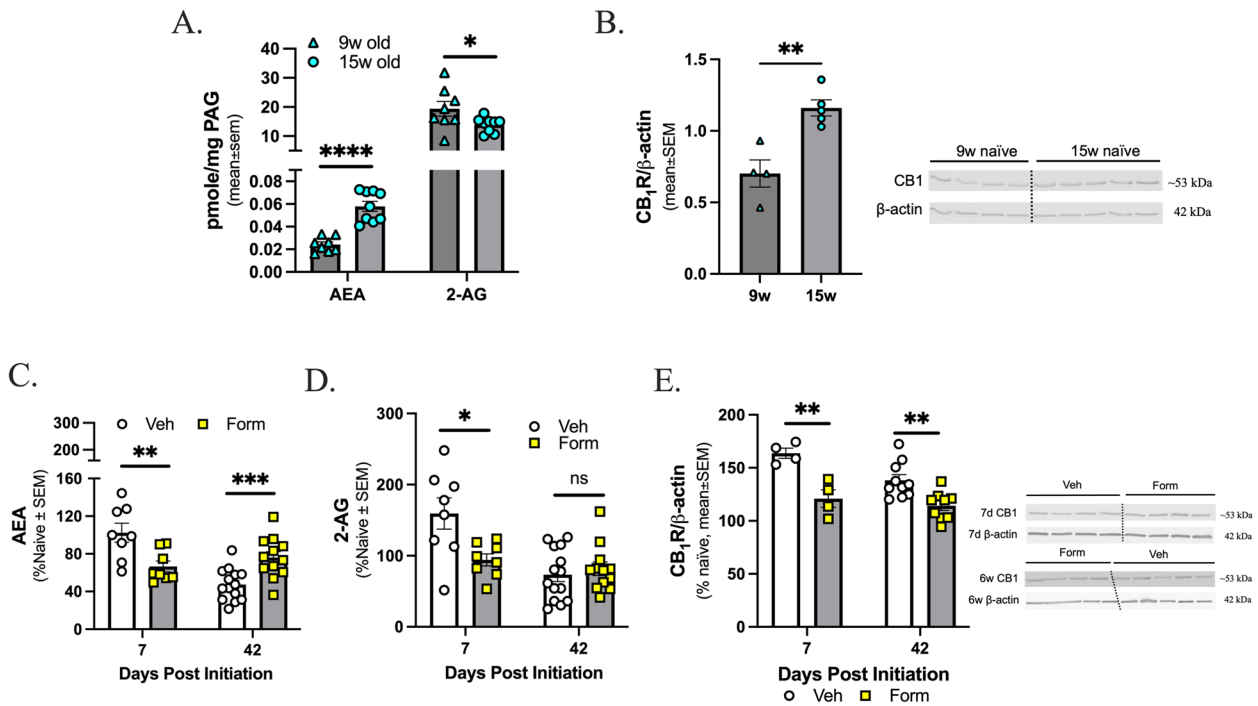 A.
9w old
15w old
pmole/mg PAG
(mean±sem)
40
30
20
10
0.08
0.06
0.04
0.02
0.00
****
*
AEA
2-AG
B.
CB₁R/β-actin
(mean±SEM)
1.5
1.0
0.5
0.0
**
9w
15w
9w naïve
15w naïve
CB1
~53 kDa
β-actin
42 kDa
C.
Veh
Form
AEA
(%Naive ± SEM)
300
200
160
120
80
40
0
**
***
7
42
Days Post Initiation
D.
Veh
Form
2-AG
(%Naive ± SEM)
300
200
100
0
*
ns
7
42
Days Post Initiation
E.
CB₁R/β-actin
(% naïve, mean±SEM)
200
150
100
50
0
**
**
7
42
Days Post Initiation
Veh
Form
Veh
Form
7d CB1
~53 kDa
7d β-actin
42 kDa
Form
Veh
6w CB1
~53 kDa
6w β-actin
42 kDa